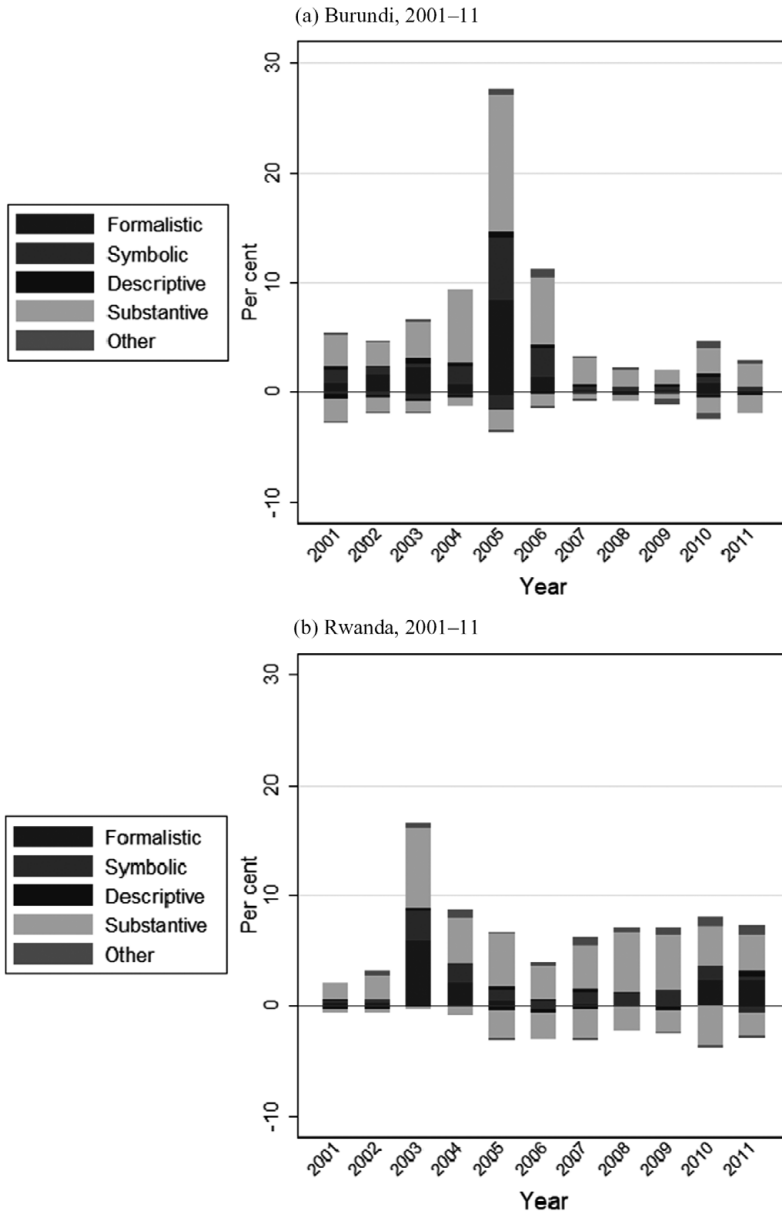 (a) Burundi, 2001–11
Formalistic
Symbolic
Descriptive
Substantive
Other
Per cent
30
20
10
0
-10
2001
2002
2003
2004
2005
2006
2007
2008
2009
2010
2011
Year
(b) Rwanda, 2001–11
Formalistic
Symbolic
Descriptive
Substantive
Other
Per cent
30
20
10
0
-10
2001
2002
2003
2004
2005
2006
2007
2008
2009
2010
2011
Year